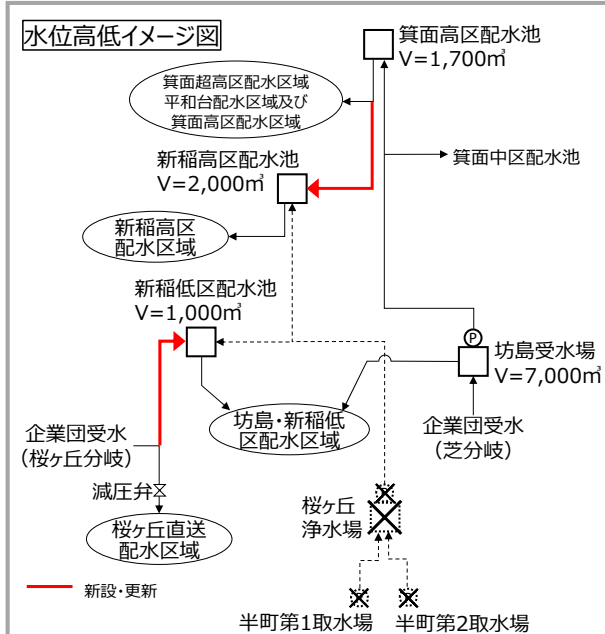 水位高低イメージ図
箕面高区配水池
V=1,700㎥
箕面超高区配水区域
平和台配水区域及び
箕面高区配水区域
箕面中区配水池
新稲高区配水池
V=2,000㎥
新稲高区
配水区域
新稲低区配水池
V=1,000㎥
P
坊島受水場
V=7,000㎥
坊島・新稲低
区配水区域
企業団受水
(桜ヶ丘分岐)
企業団受水
(芝分岐)
減圧弁
桜ヶ丘直送
配水区域
桜ヶ丘
浄水場
P
新設・更新
P
P
半町第1取水場
半町第2取水場